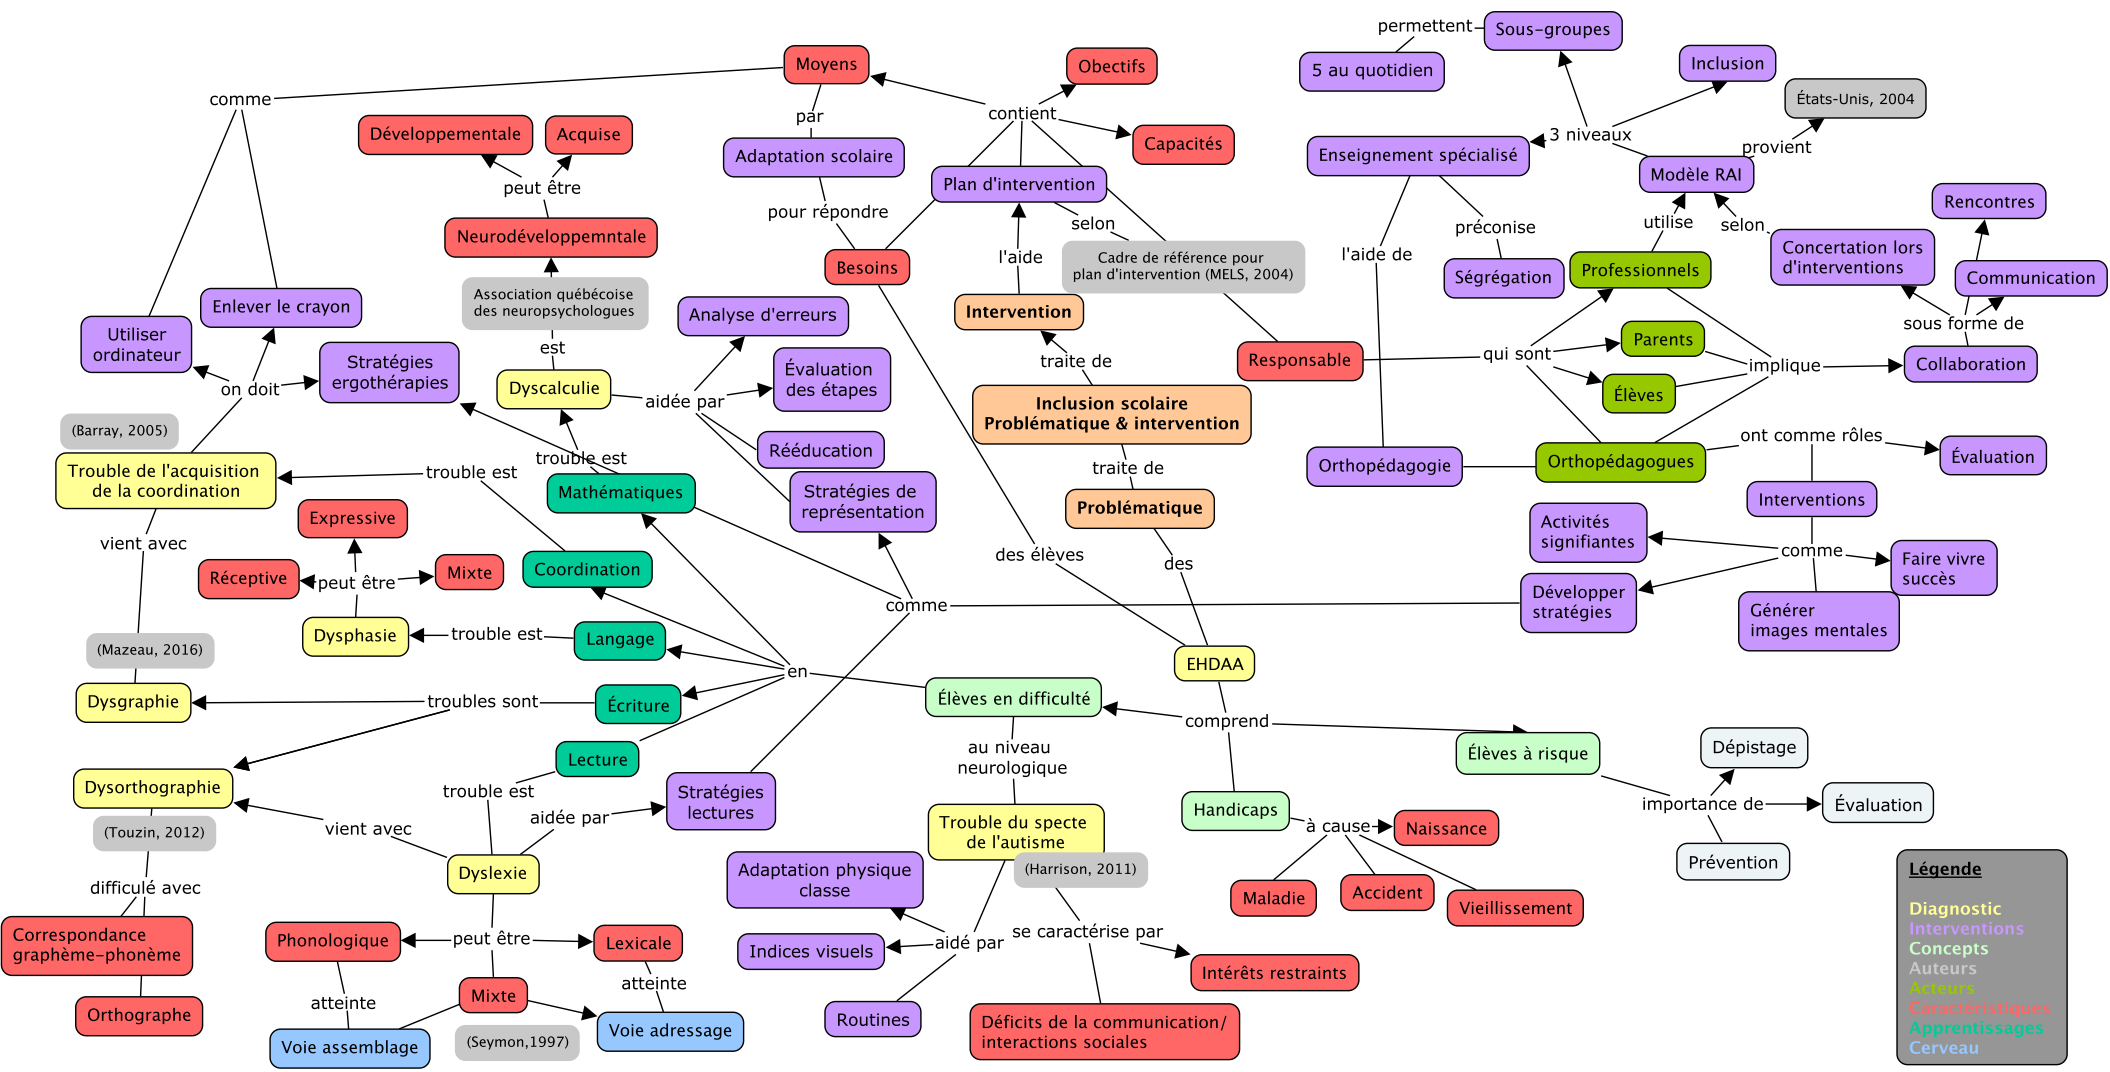 permettent
Sous-groupes
5 au quotidien
Inclusion
États-Unis, 2004
Moyens
Obectifs
comme
par
contient
Capacités
Développementale
Acquise
Adaptation scolaire
3 niveaux
provient
Enseignement spécialisé
Modèle RAI
peut être
Plan d'intervention
pour répondre
selon
utilise
selon
Rencontres
préconise
Neurodéveloppemntale
Besoins
l'aide
Cadre de référence pour
plan d'intervention (MELS, 2004)
l'aide de
Ségrégation
Professionnels
Concertation lors
d'interventions
Communication
Association québécoise
des neuropsychologues
Enlever le crayon
Analyse d'erreurs
Intervention
sous forme de
Utiliser
ordinateur
Stratégies
ergothérapies
est
Dyscalculie
Évaluation
des étapes
traite de
Responsable
qui sont
Parents
Élèves
implique
Collaboration
on doit
aidée par
Inclusion scolaire
Problématique & intervention
(Barray, 2005)
Trouble de l'acquisition
de la coordination
trouble est
trouble est
Rééducation
traite de
Orthopédagogie
Orthopédagogues
ont comme rôles
Évaluation
Mathématiques
Stratégies de
représentation
Problématique
Interventions
Expressive
vient avec
Activités
signifiantes
comme
Faire vivre
succès
Réceptive
peut être
Mixte
Coordination
des élèves
des
comme
Développer
stratégies
Générer
images mentales
Dysphasie
trouble est
Langage
(Mazeau, 2016)
EHDAA
en
Dysgraphie
troubles sont
Écriture
Élèves en difficulté
comprend
Élèves à risque
Dépistage
au niveau
neurologique
Lecture
Dysorthographie
trouble est
Stratégies
lectures
Handicaps
importance de
Évaluation
(Touzin, 2012)
vient avec
aidée par
Trouble du specte
de l'autisme
à cause
Naissance
Prévention
Dyslexie
Adaptation physique
classe
(Harrison, 2011)
Maladie
Accident
Vieillissement
difficulé avec
Correspondance
graphème-phonème
Phonologique
peut être
Lexicale
Indices visuels
aidé par
se caractérise par
Intérêts restraints
Orthographe
atteinte
Mixte
atteinte
Routines
Déficits de la communication/
interactions sociales
Voie assemblage
(Seymon,1997)
Voie adressage
Légende
Diagnostic
Interventions
Concepts
Auteurs
Acteurs
Caractéristiques
Apprentissages
Cerveau